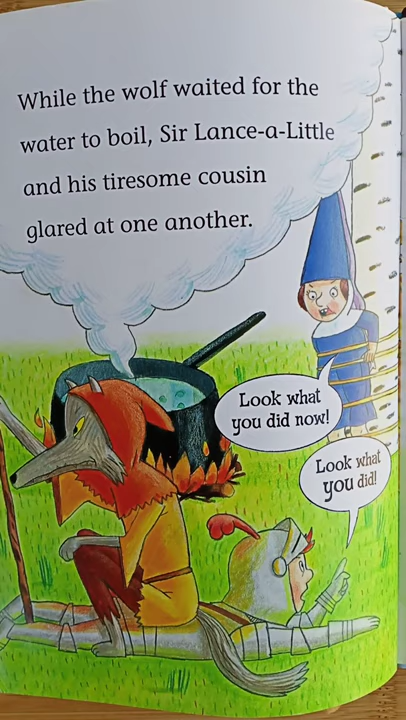 While the wolf waited for the
water to boil, Sir Lance-a-Little
and his tiresome cousin
glared at one another.
Look what
you did now!
Look what
you did!